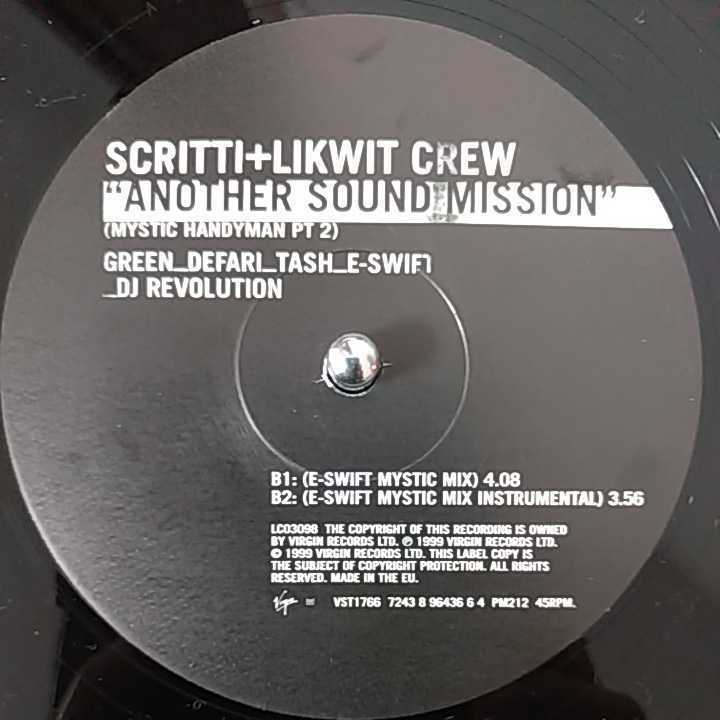 SCRITTI+LIKWIT CREW
"ANOTHER SOUND MISSION"
(MYSTIC HANDYMAN PT 2)
GREEN_DEFARI_TASH_E-SWIFT
_DJ REVOLUTION
B1: (E-SWIFT MYSTIC MIX) 4.08
B2: (E-SWIFT MYSTIC MIX INSTRUMENTAL) 3.56
LC03098 THE COPYRIGHT OF THIS RECORDING IS OWNED
BY VIRGIN RECORDS LTD. ℗ 1999 VIRGIN RECORDS LTD.
© 1999 VIRGIN RECORDS LTD. THIS LABEL COPY IS
THE SUBJECT OF COPYRIGHT PROTECTION. ALL RIGHTS
RESERVED. MADE IN THE EU.
Virgin VST1766 7243 8 96436 6 4 PM212 45RPM.